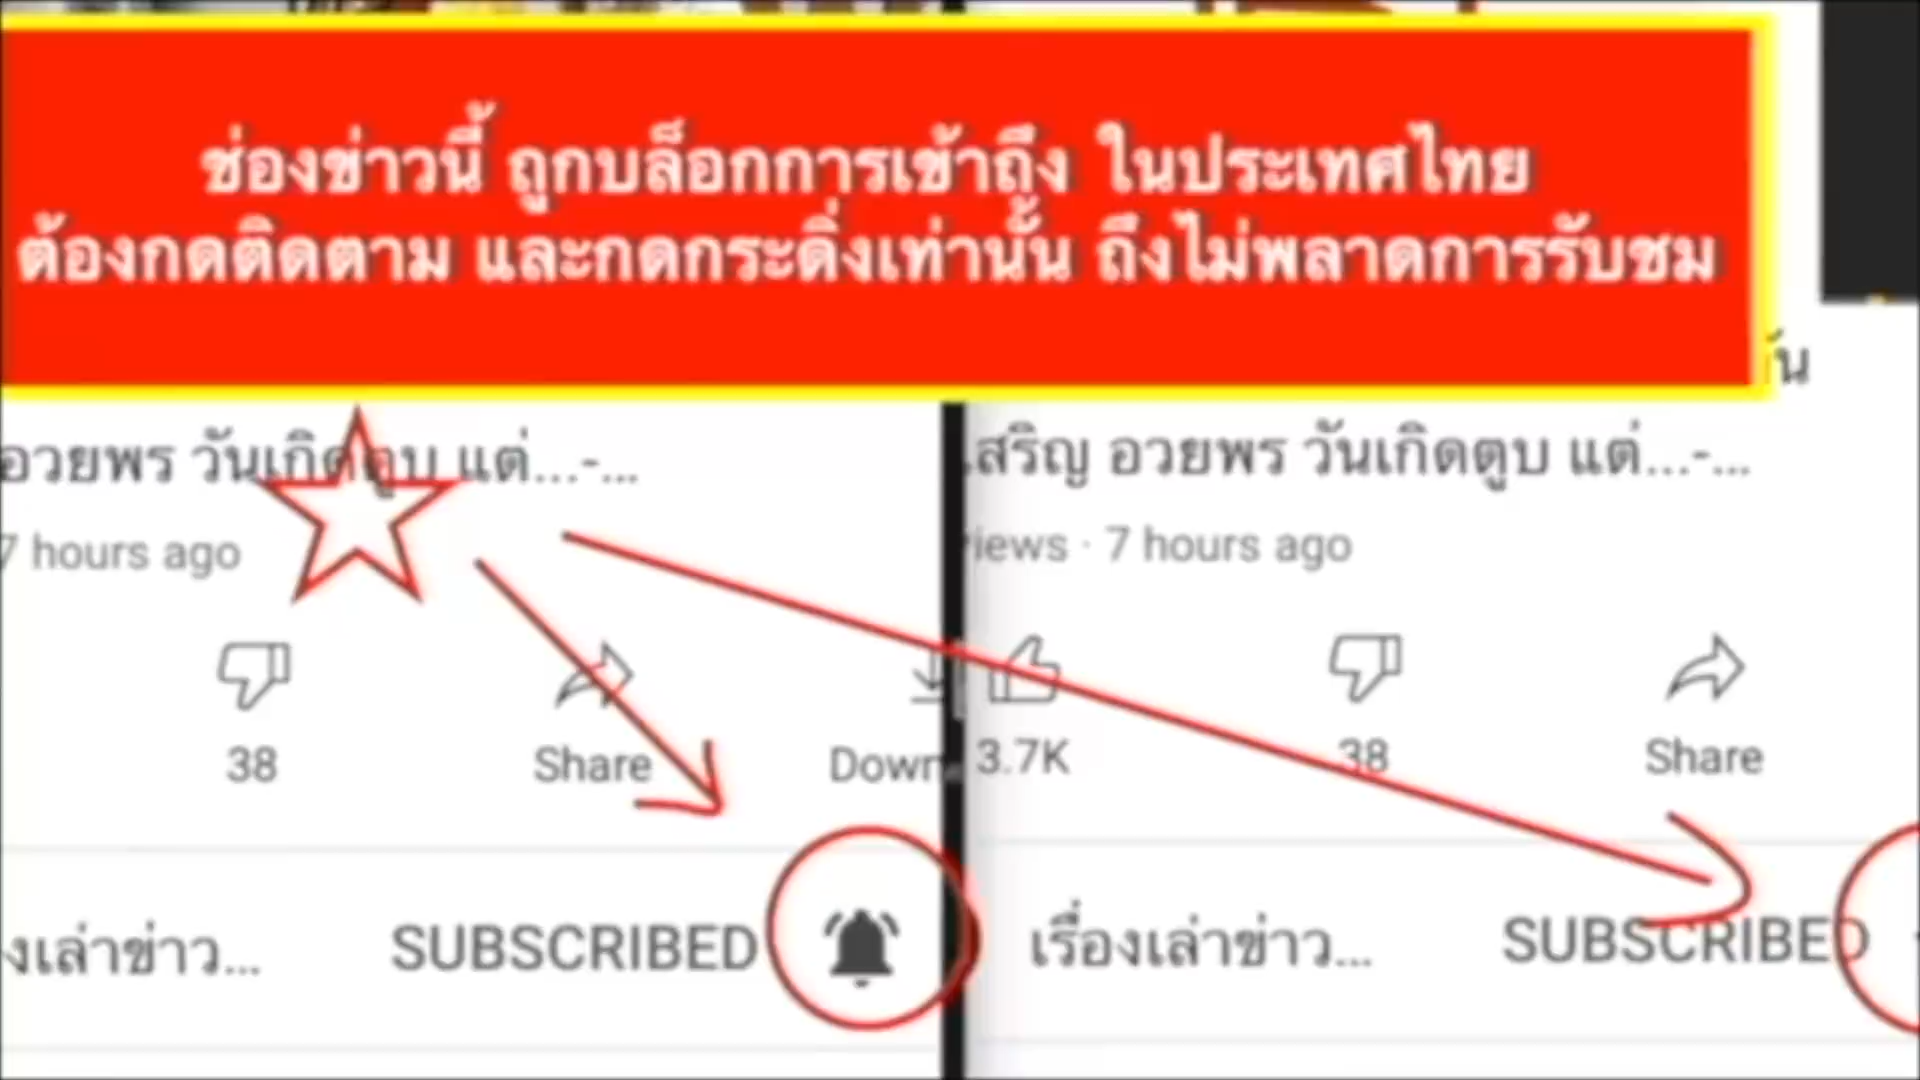 ช่องข่าวนี้ ถูกบล็อกการเข้าถึง ในประเทศไทย
ต้องกดติดตาม และกดกระดิ่งเท่านั้น ถึงไม่พลาดการรับชม
อวยพร วันเกิดตูบ แต่...-...
7 hours ago
38
Share
Down
งเล่าข่าว...
SUBSCRIBED
ัน
.สริญ อวยพร วันเกิดตูบ แต่...-...
iews · 7 hours ago
3.7K
38
Share
เรื่องเล่าข่าว...
SUBSCRIBED